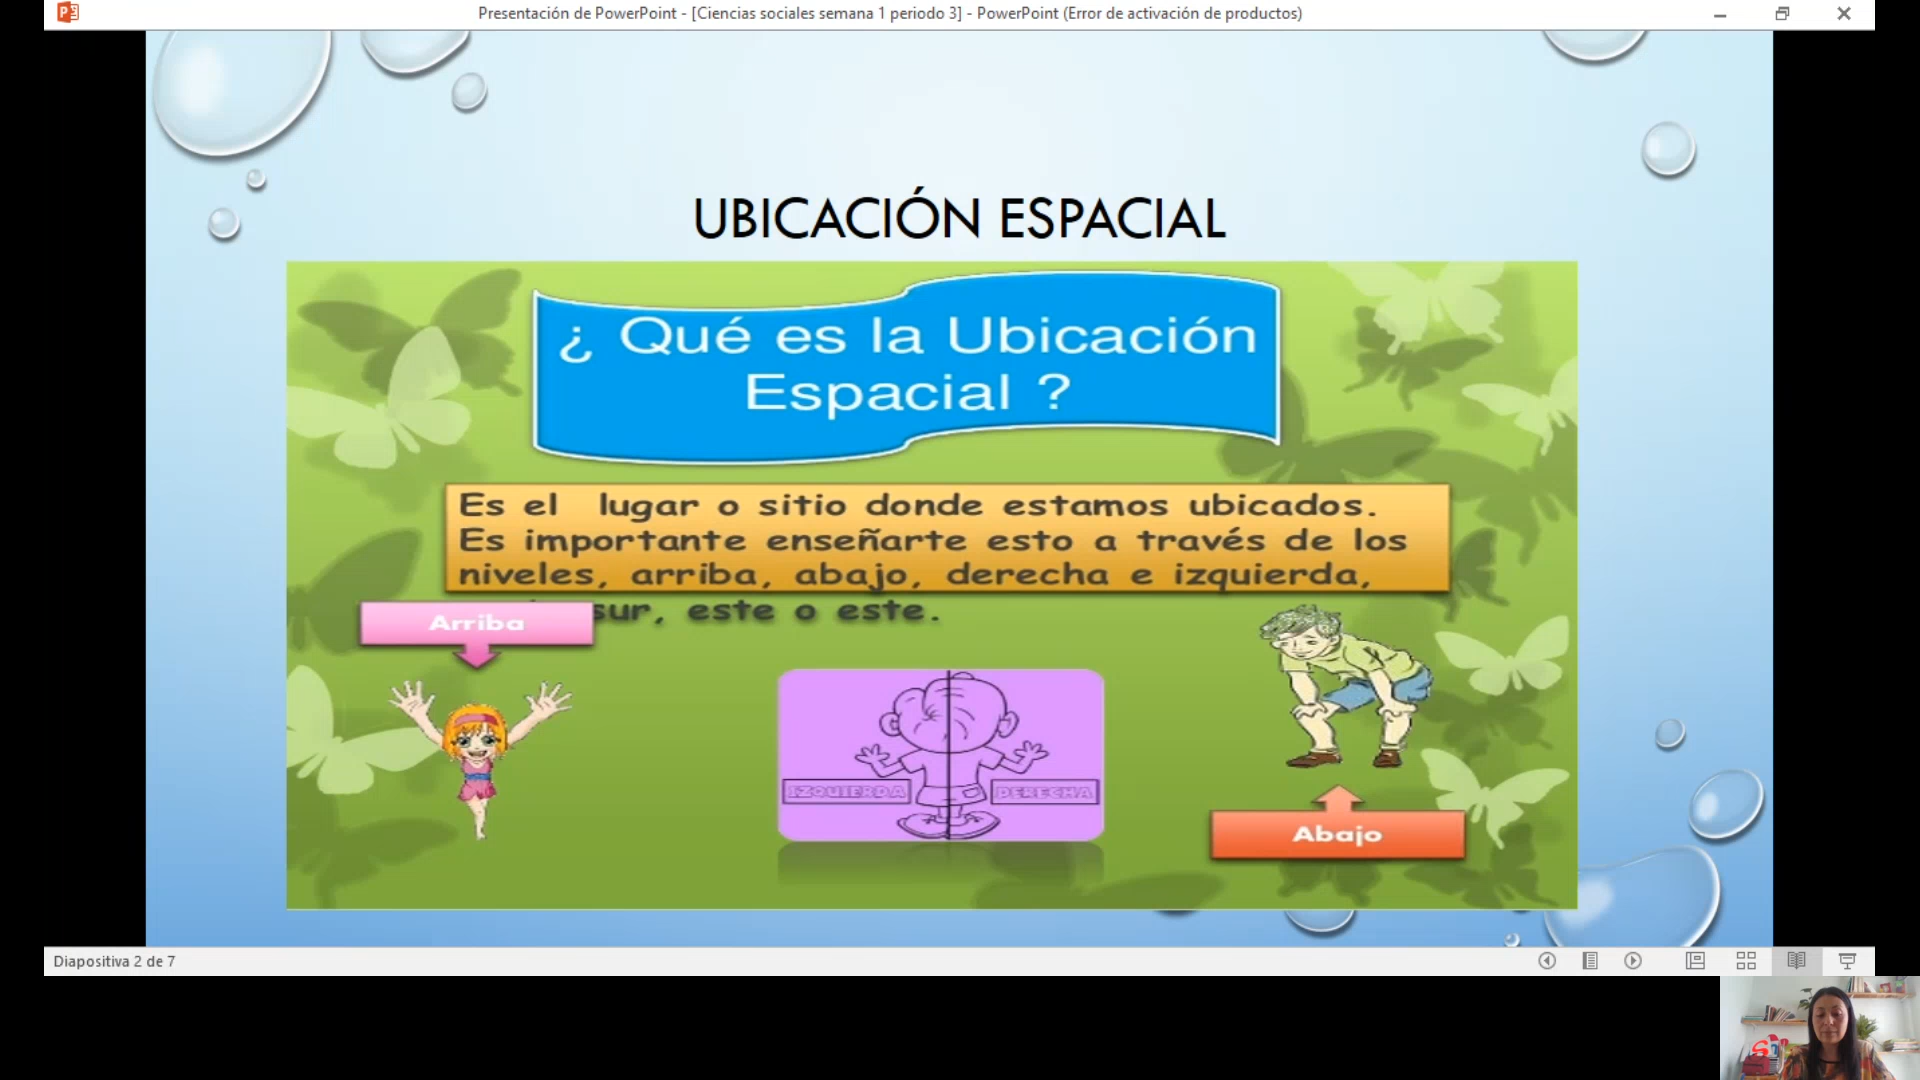 Presentación de PowerPoint - [Ciencias sociales semana 1 periodo 3] - PowerPoint (Error de activación de productos)
UBICACIÓN ESPACIAL
¿ Qué es la Ubicación
Espacial ?
Es el lugar o sitio donde estamos ubicados.
Es importante enseñarte esto a través de los
niveles, arriba, abajo, derecha e izquierda,
sur, este o este.
Arriba
IZQUIERDA
DERECHA
Abajo
Diapositiva 2 de 7